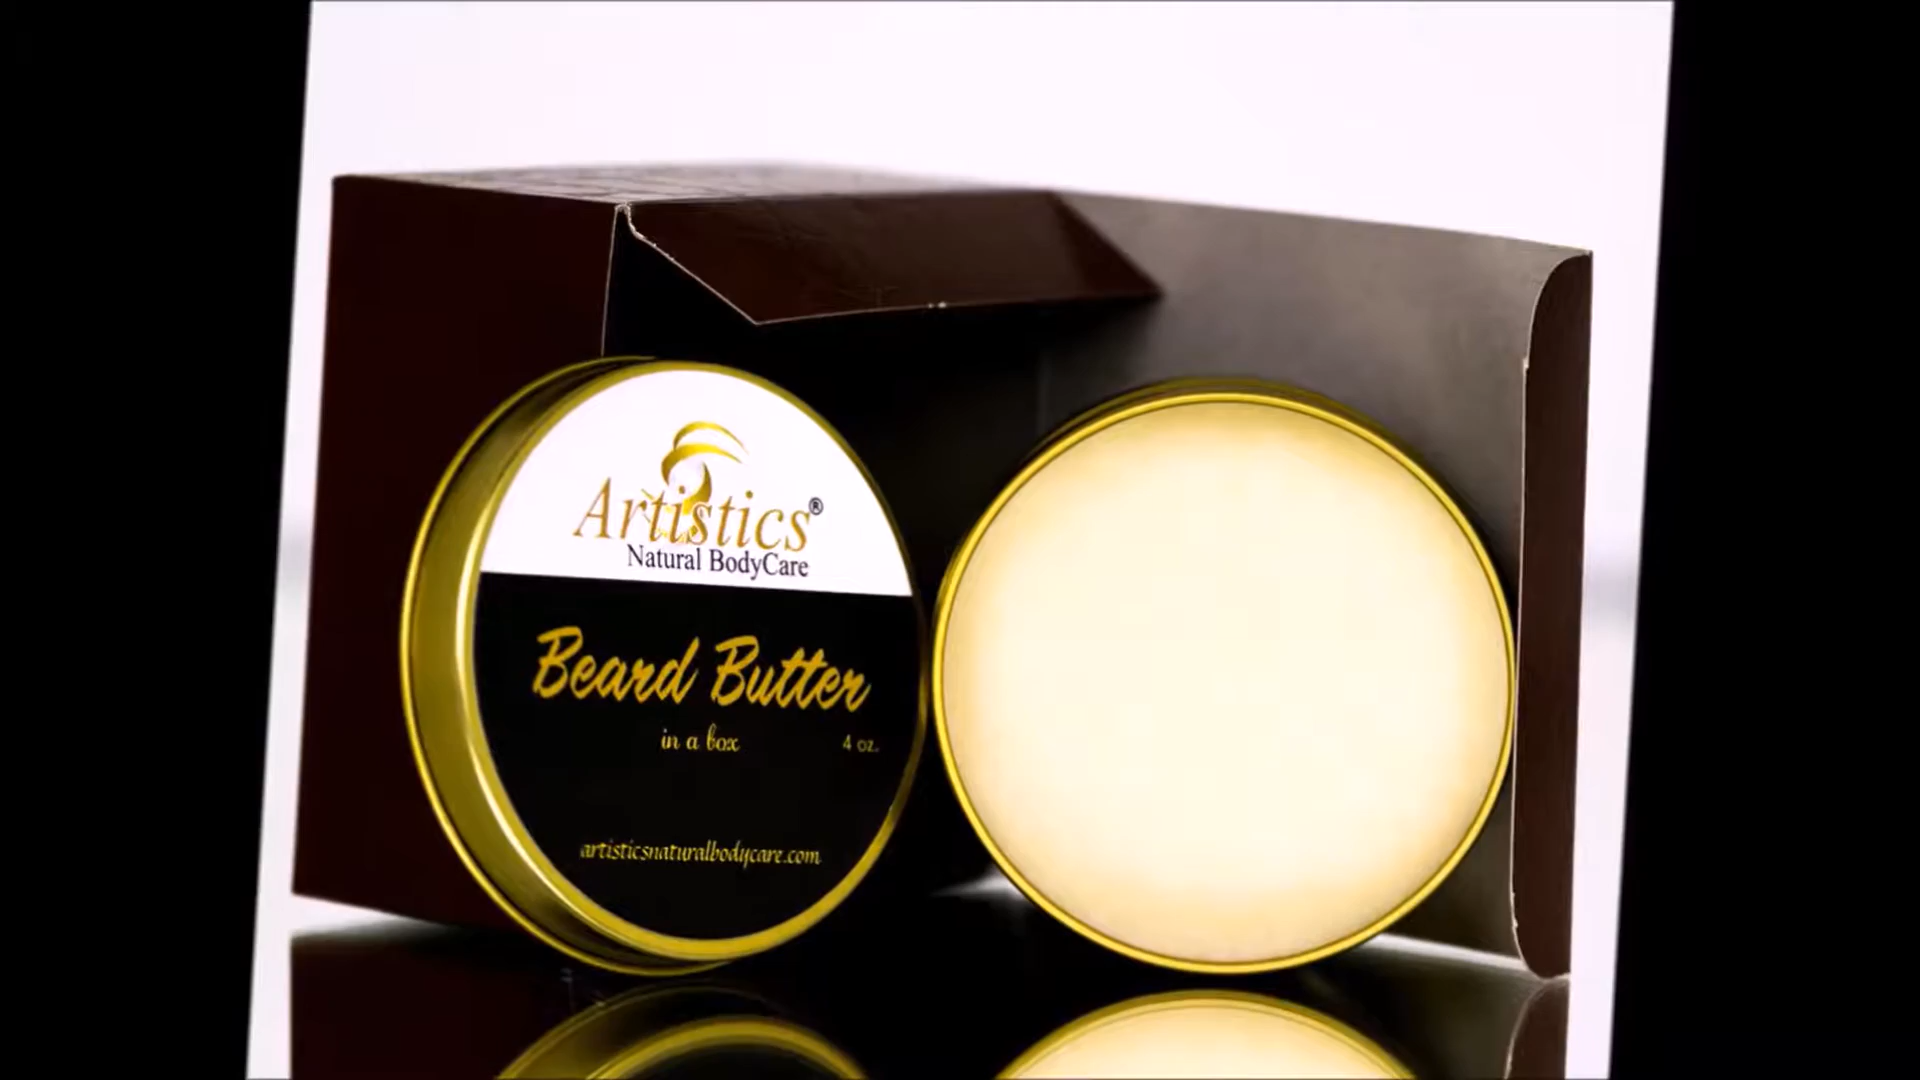 Artistics®
Natural BodyCare
Beard Butter
in a box
4 oz.
artisticsnaturalbodycare.com